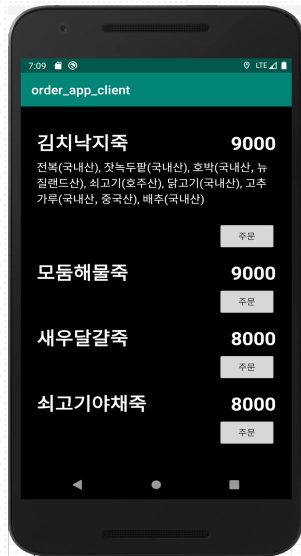 7:09 LTE
order_app_client
김치낙지죽 9000
전복(국내산), 잣녹두팥(국내산), 호박(국내산, 뉴
질랜드산), 쇠고기(호주산), 닭고기(국내산), 고추
가루(국내산, 중국산), 배추(국내산)
주문
모둠해물죽 9000
주문
새우달걀죽 8000
주문
쇠고기야채죽 8000
주문